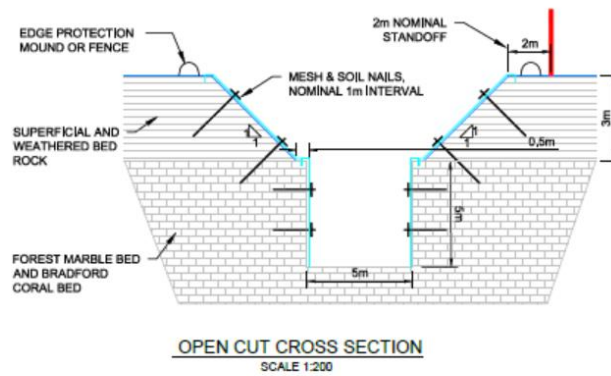 EDGE PROTECTION
MOUND OR FENCE
2m NOMINAL
STANDOFF
2m
MESH & SOIL NAILS,
NOMINAL 1m INTERVAL
3m
SUPERFICIAL AND
WEATHERED BED
ROCK
1
1
1
1
0,5m
5m
FOREST MARBLE BED
AND BRADFORD
CORAL BED
5m
OPEN CUT CROSS SECTION
SCALE 1:200